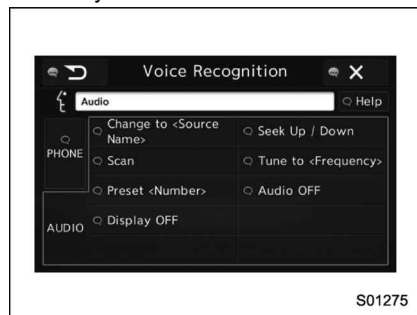 Voice Recognition
Audio
Help
PHONE
Change to <Source
Name>
Seek Up / Down
Scan
Tune to <Frequency>
Preset <Number>
Audio OFF
AUDIO
Display OFF
S01275